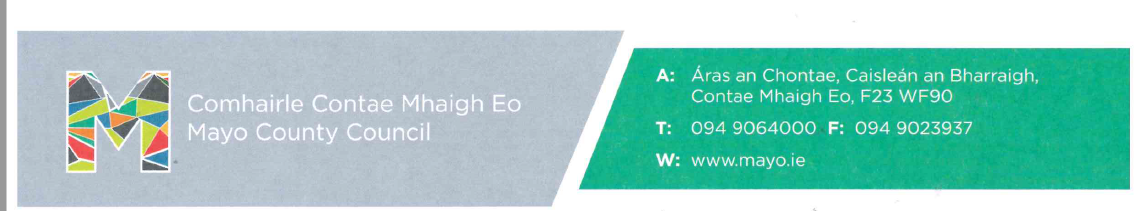 Comhairle Contae Mhaigh Eo
Mayo County Council
A: Áras an Chontae, Caisleán an Bharraigh,
Contae Mhaigh Eo, F23 WF90
T: 094 9064000 F: 094 9023937
W: www.mayo.ie